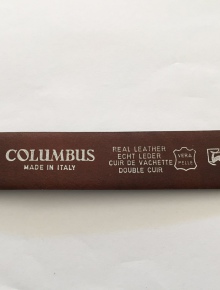 COLUMBUS
MADE IN ITALY
REAL LEATHER
ECHT LEDER
CUIR DE VACHETTE
DOUBLE CUIR
VERA
PELLE